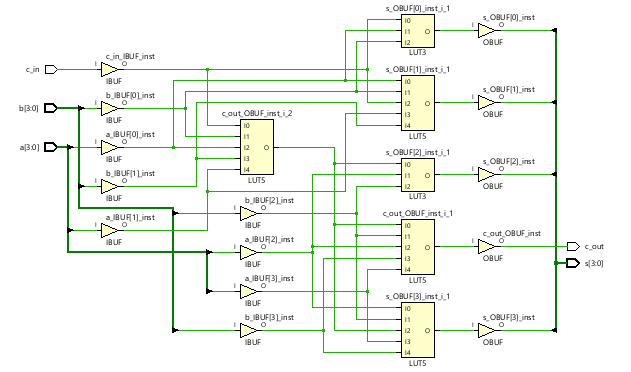 s_OBUF[0]_inst_i_1
I0
I1
I2
O
LUT3
s_OBUF[0]_inst
I
O
OBUF
c_in
c_in_IBUF_inst
I
O
IBUF
b[3:0]
b_IBUF[0]_inst
I
O
IBUF
a[3:0]
a_IBUF[0]_inst
I
O
IBUF
b_IBUF[1]_inst
I
O
IBUF
a_IBUF[1]_inst
I
O
IBUF
c_out_OBUF_inst_i_2
I0
I1
I2
I3
I4
O
LUT5
s_OBUF[1]_inst_i_1
I0
I1
I2
I3
I4
O
LUT5
s_OBUF[1]_inst
I
O
OBUF
s_OBUF[2]_inst_i_1
I0
I1
I2
O
LUT3
s_OBUF[2]_inst
I
O
OBUF
b_IBUF[2]_inst
I
O
IBUF
a_IBUF[2]_inst
I
O
IBUF
a_IBUF[3]_inst
I
O
IBUF
b_IBUF[3]_inst
I
O
IBUF
c_out_OBUF_inst_i_1
I0
I1
I2
I3
I4
O
LUT5
c_out_OBUF_inst
I
O
OBUF
c_out
s[3:0]
s_OBUF[3]_inst_i_1
I0
I1
I2
I3
I4
O
LUT5
s_OBUF[3]_inst
I
O
OBUF